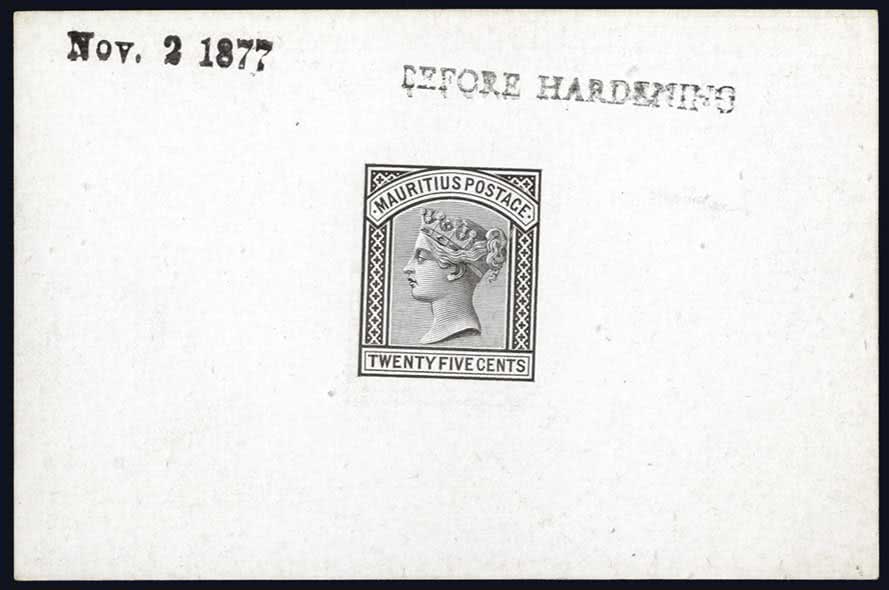 Nov. 2 1877
BEFORE HARDENING
MAURITIUS POSTAGE
TWENTY FIVE CENTS